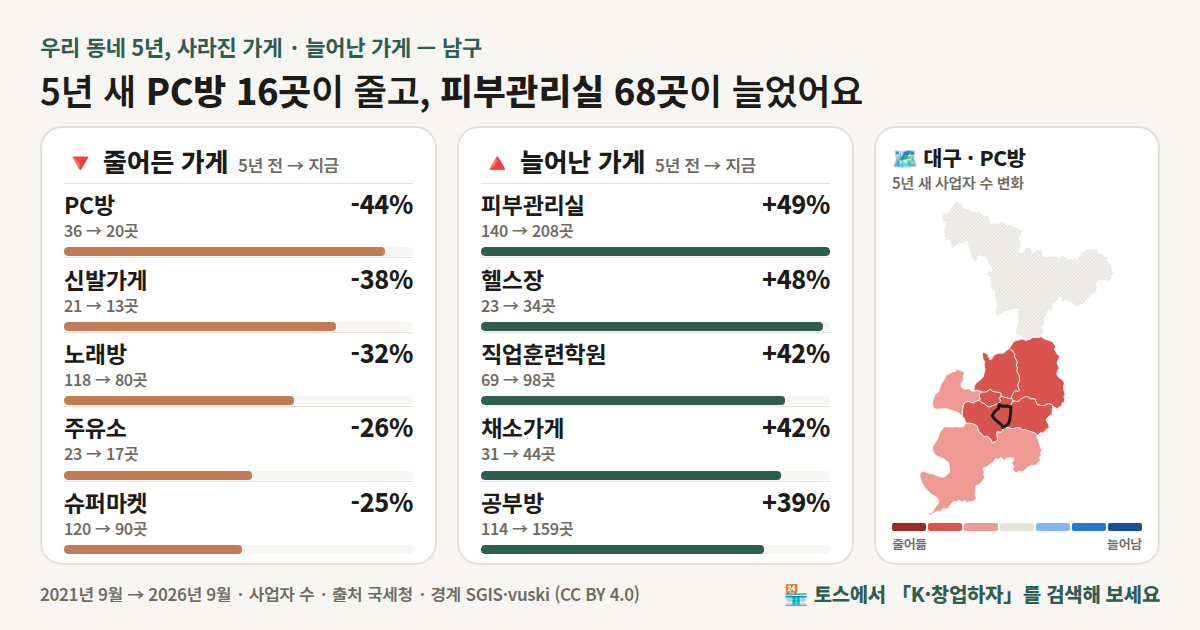 우리 동네 5년, 사라진 가게 · 늘어난 가게 — 남구
5년 새 PC방 16곳이 줄고, 피부관리실 68곳이 늘었어요
줄어든 가게 5년 전 → 지금
PC방 -44%
36 → 20곳
신발가게 -38%
21 → 13곳
노래방 -32%
118 → 80곳
주유소 -26%
23 → 17곳
슈퍼마켓 -25%
120 → 90곳
늘어난 가게 5년 전 → 지금
피부관리실 +49%
140 → 208곳
헬스장 +48%
23 → 34곳
직업훈련학원 +42%
69 → 98곳
채소가게 +42%
31 → 44곳
공부방 +39%
114 → 159곳
대구 · PC방
5년 새 사업자 수 변화
줄어듦 늘어남
2021년 9월 → 2026년 9월 · 사업자 수 · 출처 국세청 · 경계 SGIS·vuski (CC BY 4.0)
토스에서 「K·창업하자」를 검색해 보세요